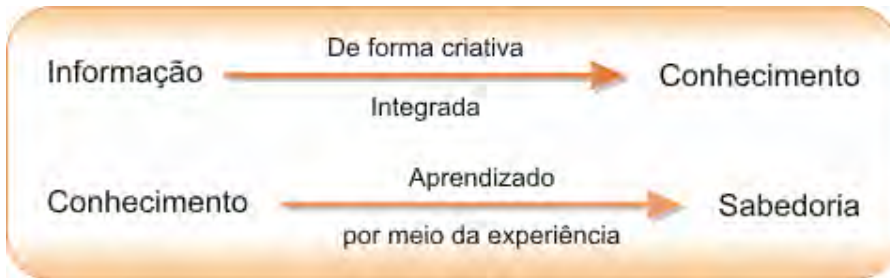 De forma criativa
Informação
Conhecimento
Integrada
Aprendizado
Conhecimento
Sabedoria
por meio da experiência